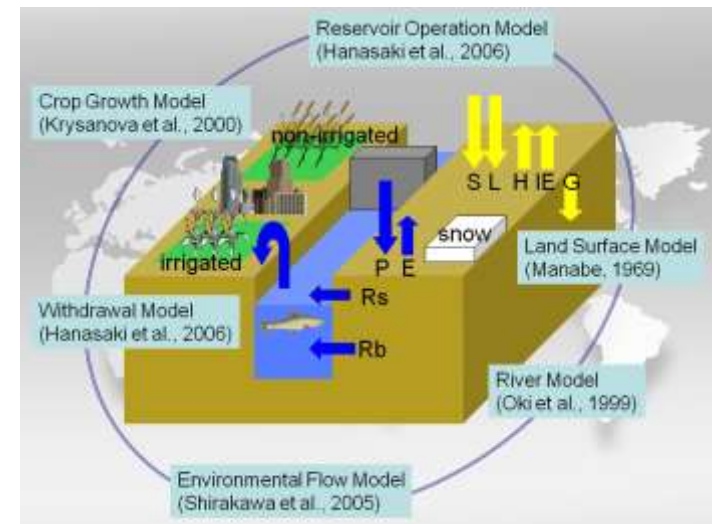 Reservoir Operation Model
(Hanasaki et al., 2006)
Crop Growth Model
(Krysanova et al., 2000)
non-irrigated
S L H lE G
snow
Land Surface Model
(Manabe, 1969)
irrigated
P E
Withdrawal Model
(Hanasaki et al., 2006)
Rs
Rb
River Model
(Oki et al., 1999)
Environmental Flow Model
(Shirakawa et al., 2005)